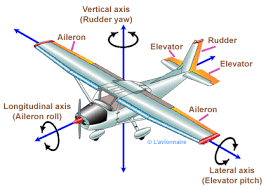 Vertical axis
(Rudder yaw)
Aileron
Rudder
Elevator
Elevator
Longitudinal axis
(Aileron roll)
Aileron
© L'avionnaire
Lateral axis
(Elevator pitch)